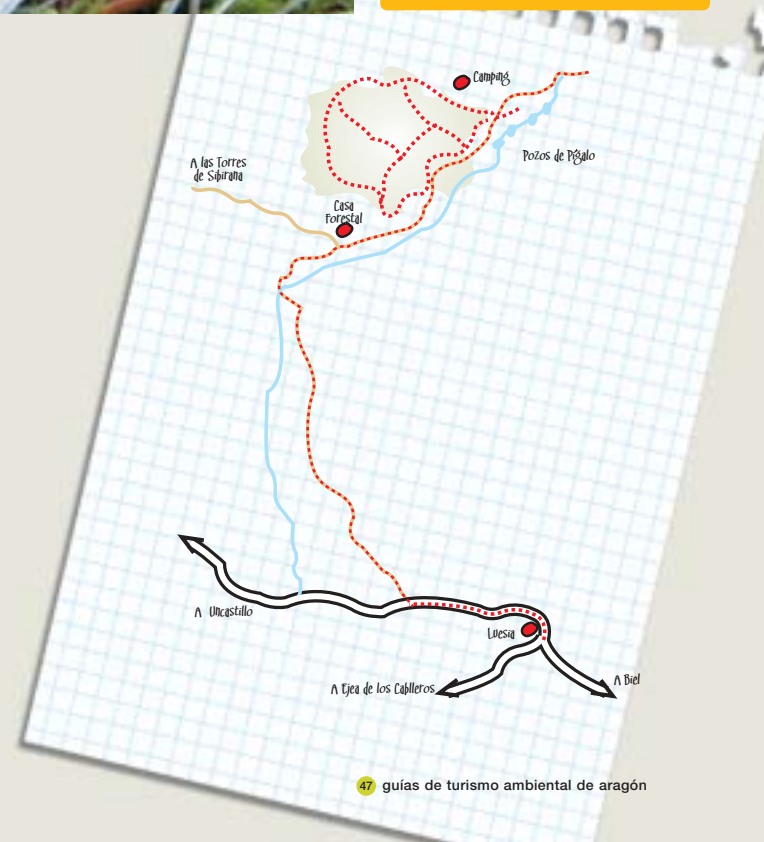 Camping
Pozos de Pígalo
A las Torres
de Sibirana
Casa
Forestal
A Uncastillo
Luesia
A Ejea de los Cablleros
A Biel
47 guías de turismo ambiental de aragón